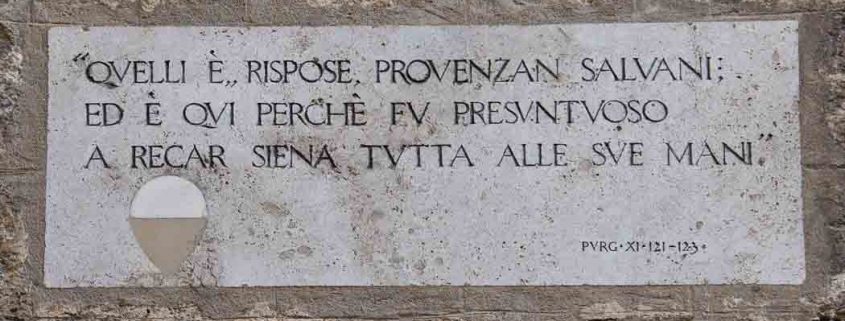 "QVELLI È„ RISPOSE, PROVENZAN SALVANI;
ED È QVI PERCHÈ FV PRESVNTVOSO
A RECAR SIENA TVTTA ALLE SVE MANI."
PVRG·XI·121-123·